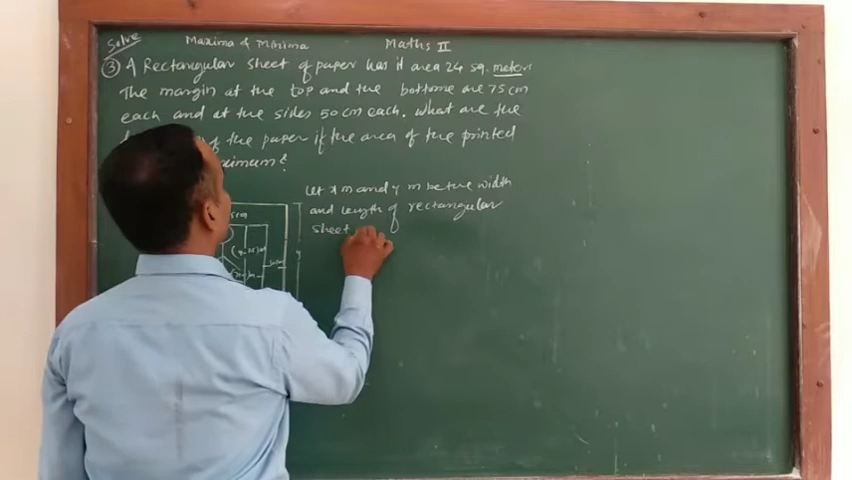 Solve
Maxima & Minima Maths II
③ A Rectangular sheet of paper has it area 24 sq. meters
The margin at the top and the bottome are 75 cm
each and at the sides 50 cm each. What are the
of the paper if the area of the printed
Let x m and y m be the width
and length of rectangular
sheet